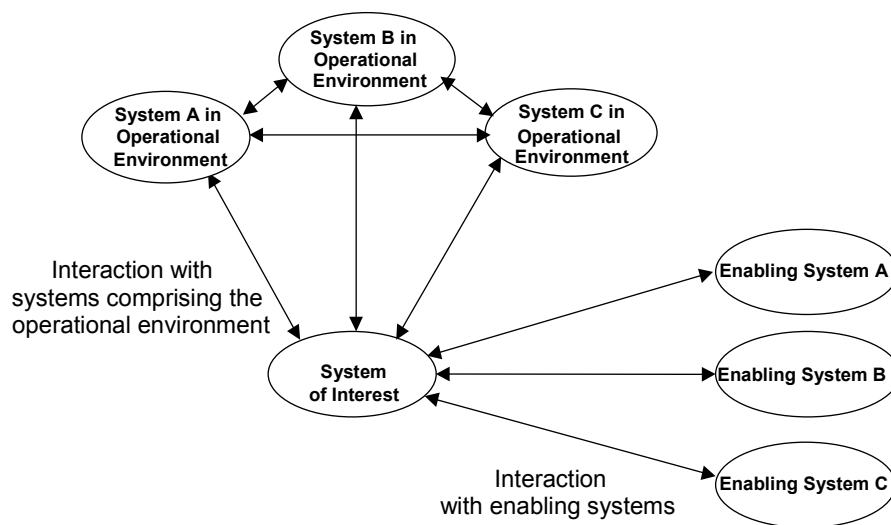 System B in
Operational
Environment
System A in
Operational
Environment
System C in
Operational
Environment
Interaction with
systems comprising the
operational environment
Enabling System A
System
of Interest
Enabling System B
Enabling System C
Interaction
with enabling systems